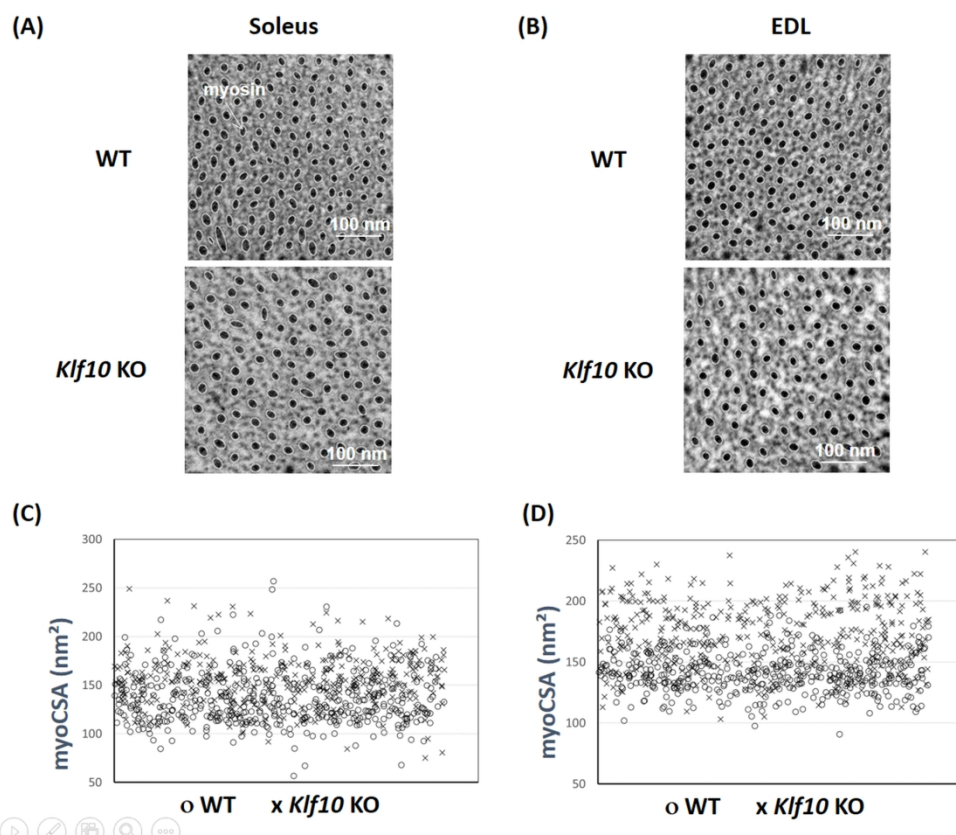 (A)
Soleus
(B)
EDL
WT
myosin
100 nm
WT
100 nm
Klf10 KO
100 nm
Klf10 KO
100 nm
(C)
(D)
myoCSA (nm²)
300
250
200
150
100
50
o WT x Klf10 KO
myoCSA (nm²)
250
200
150
100
50
o WT x Klf10 KO